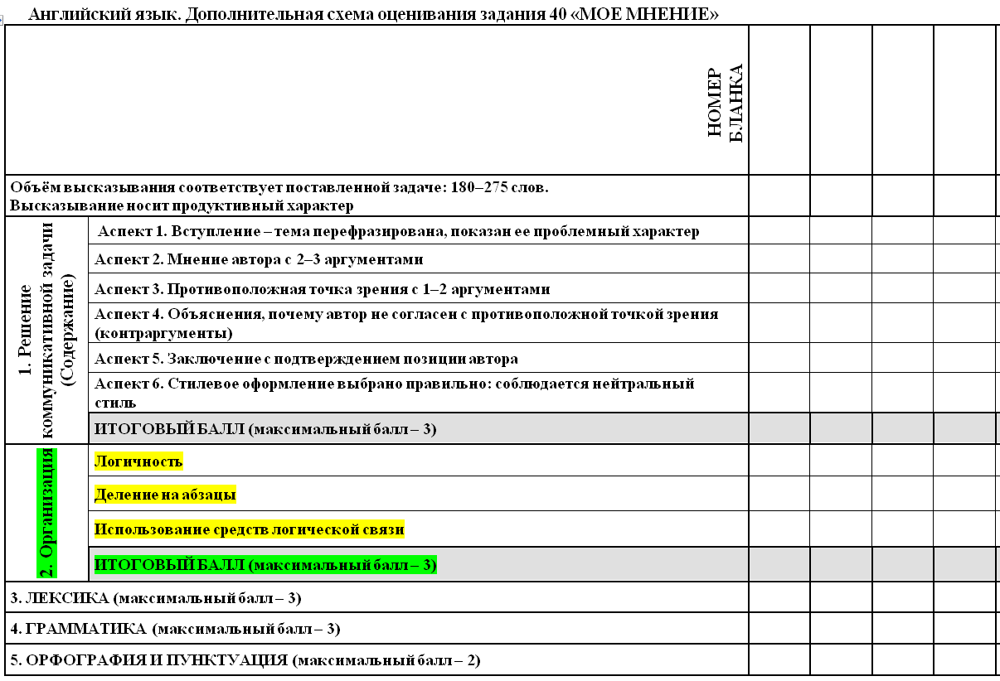 Английский язык. Дополнительная схема оценивания задания 40 «МОЕ МНЕНИЕ»
НОМЕР
БЛАНКА
Объём высказывания соответствует поставленной задаче: 180–275 слов.
Высказывание носит продуктивный характер
1. Решение
коммуникативной задачи
(Содержание)
Аспект 1. Вступление – тема перефразирована, показан ее проблемный характер
Аспект 2. Мнение автора с 2–3 аргументами
Аспект 3. Противоположная точка зрения с 1–2 аргументами
Аспект 4. Объяснения, почему автор не согласен с противоположной точкой зрения
(контраргументы)
Аспект 5. Заключение с подтверждением позиции автора
Аспект 6. Стилевое оформление выбрано правильно: соблюдается нейтральный
стиль
ИТОГОВЫЙ БАЛЛ (максимальный балл – 3)
2. Организация
Логичность
Деление на абзацы
Использование средств логической связи
ИТОГОВЫЙ БАЛЛ (максимальный балл – 3)
3. ЛЕКСИКА (максимальный балл – 3)
4. ГРАММАТИКА (максимальный балл – 3)
5. ОРФОГРАФИЯ И ПУНКТУАЦИЯ (максимальный балл – 2)